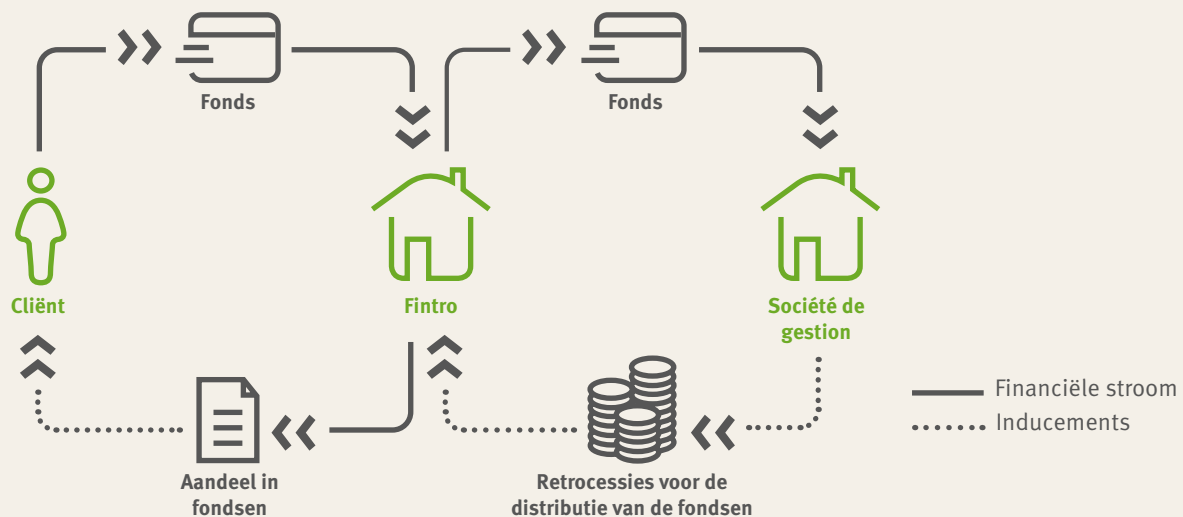 Fonds
Fonds
Cliënt
Fintro
Société de
gestion
Financiële stroom
Inducements
Aandeel in
fondsen
Retrocessies voor de
distributie van de fondsen